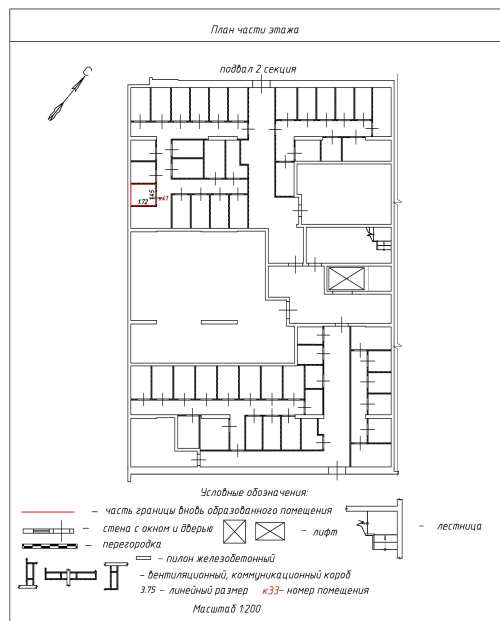 План части этажа
С
подвал 2 секция
1.45
1.72
к61
Условные обозначения:
— часть границы вновь образованного помещения
— стена с окном и дверью
— лифт
— лестница
— перегородка
— пилон железобетонный
— вентиляционный, коммуникационный короб
3.75 — линейный размер к33— номер помещения
Масштаб 1:200